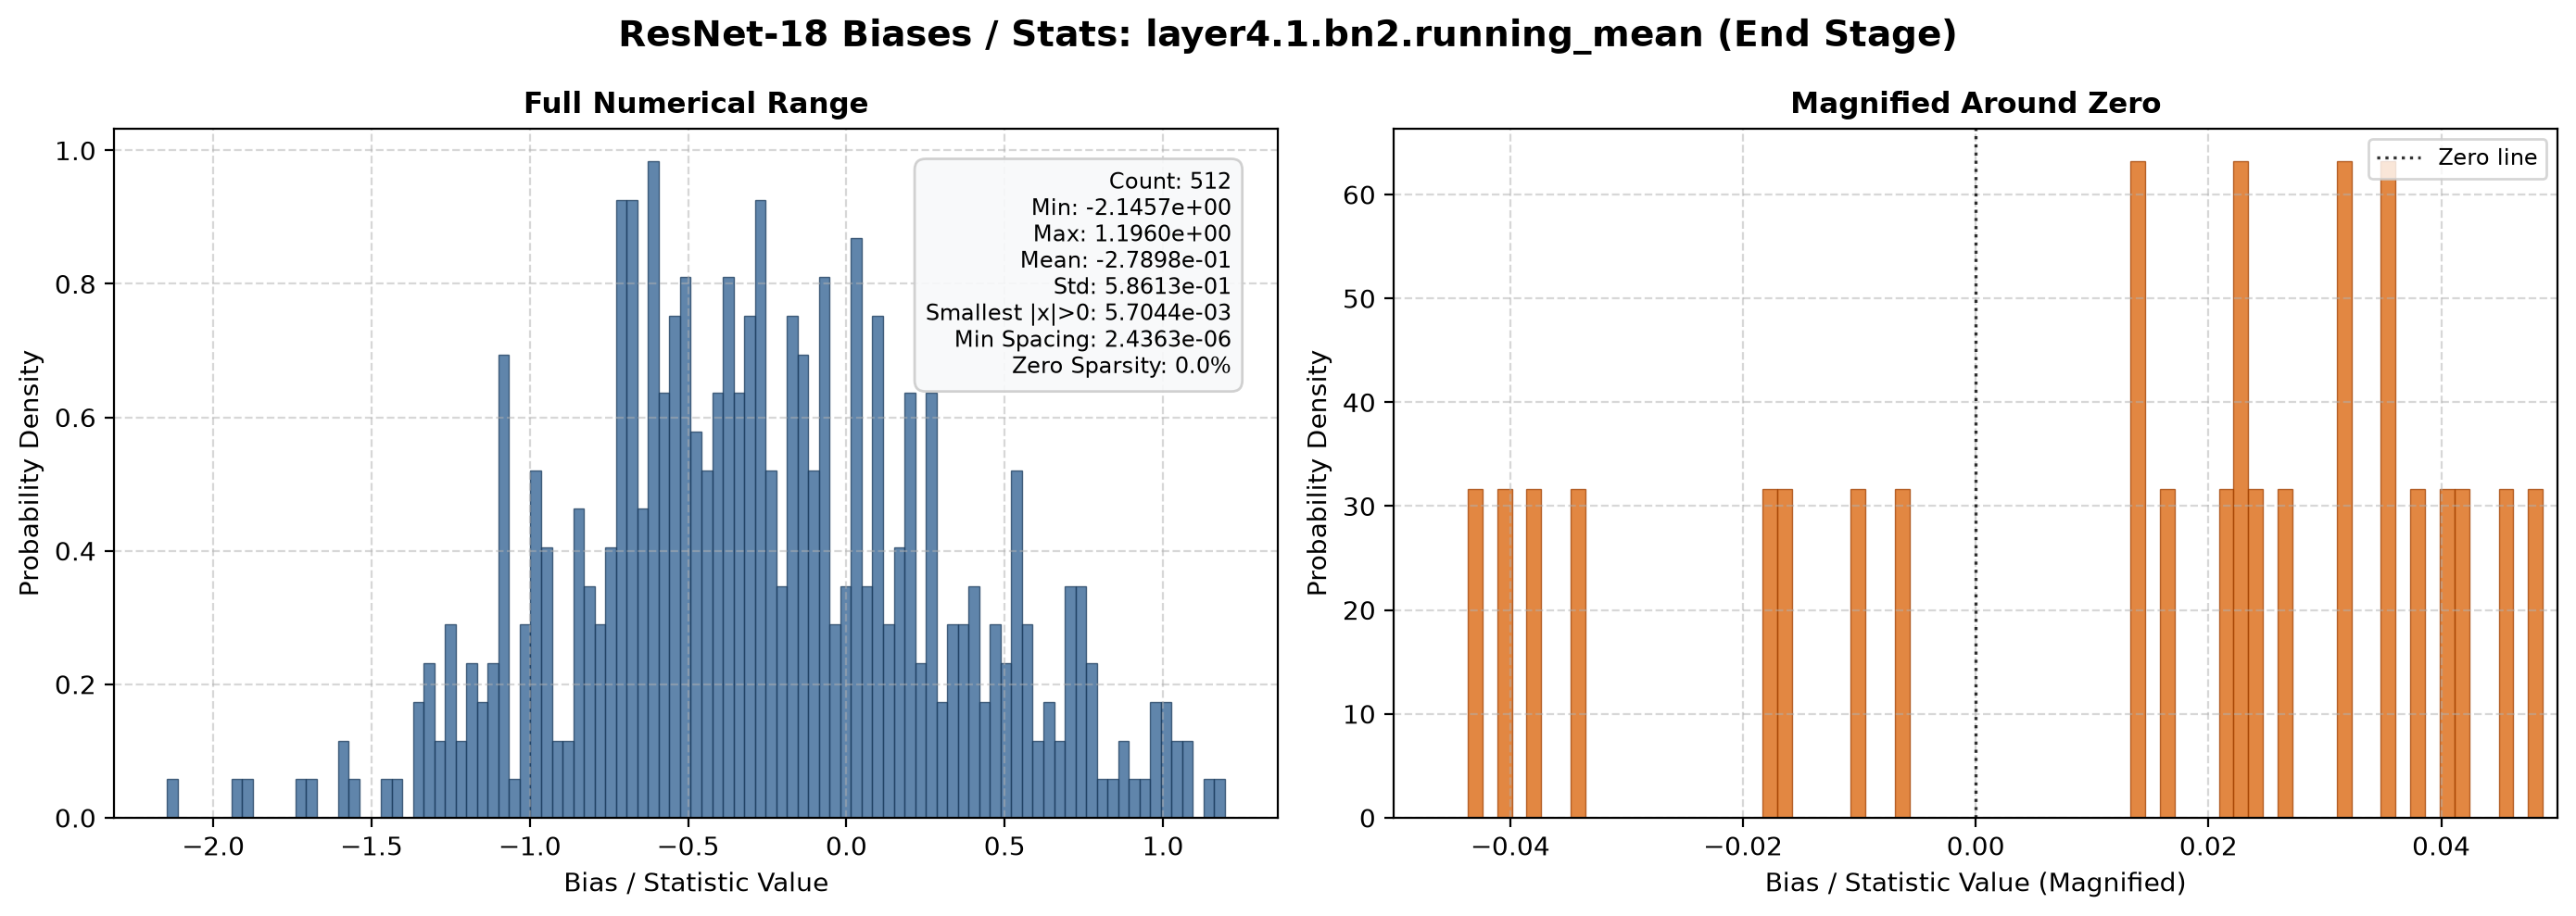 ResNet-18 Biases / Stats: layer4.1.bn2.running_mean (End Stage)
Full Numerical Range
Probability Density
1.0
0.8
0.6
0.4
0.2
0.0
Count: 512
Min: -2.1457e+00
Max: 1.1960e+00
Mean: -2.7898e-01
Std: 5.8613e-01
Smallest |x|>0: 5.7044e-03
Min Spacing: 2.4363e-06
Zero Sparsity: 0.0%
−2.0 −1.5 −1.0 −0.5 0.0 0.5 1.0
Bias / Statistic Value
Magnified Around Zero
Probability Density
60
50
40
30
20
10
0
Zero line
−0.04 −0.02 0.00 0.02 0.04
Bias / Statistic Value (Magnified)